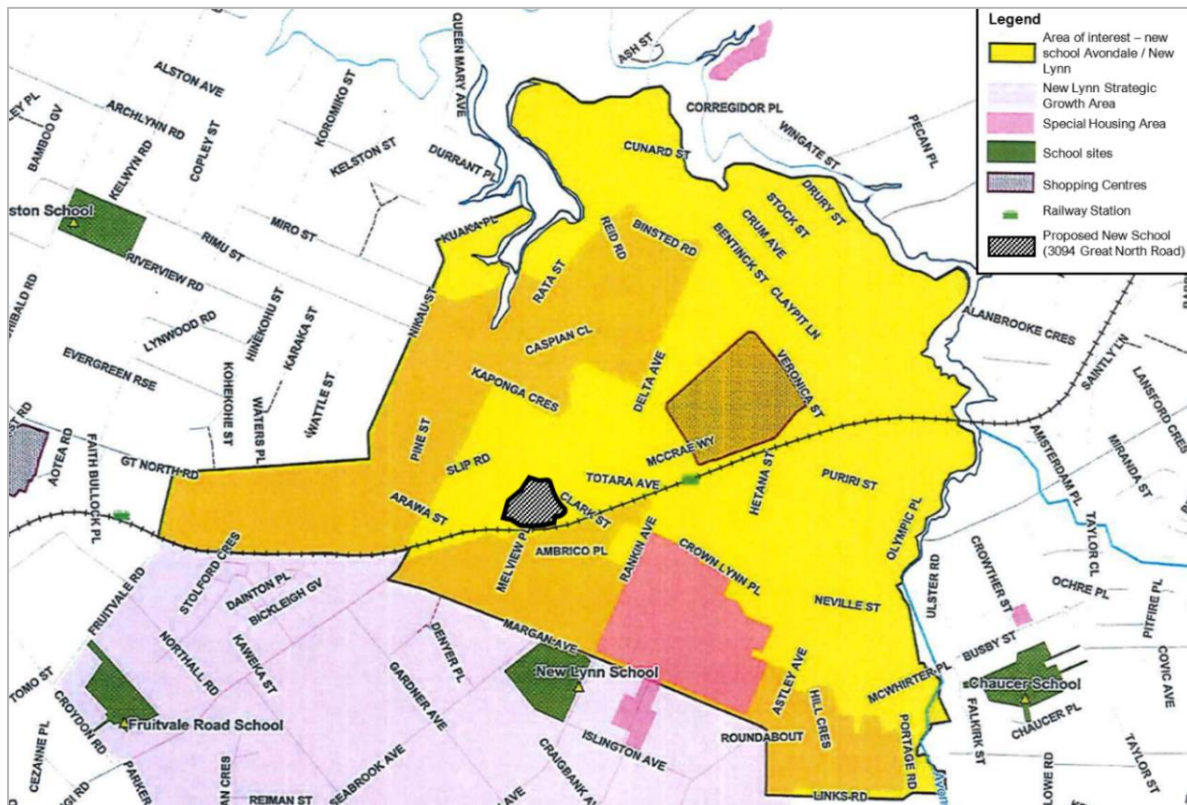 Legend
Area of interest – new
school Avondale / New
Lynn
New Lynn Strategic
Growth Area
Special Housing Area
School sites
Shopping Centres
Railway Station
Proposed New School
(3094 Great North Road)
ALSTON AVE
ARCHLYNN RD
BAMBOO GV
KELWYN RD
COPLEY ST
KOROMIKO ST
KELSTON ST
QUEEN MARY AVE
DURRANT PL
ASH ST
CORREGIDOR PL
WINGATE ST
PECAN PL
CUNARD ST
DRURY ST
STOCK ST
CRUM AVE
BENTINCK ST
CLAYPIT LN
ston School
MIRO ST
RIMU ST
RIVERVIEW RD
KUAKA PL
REID RD
BINSTED RD
RATA ST
NIKAU ST
LYNWOOD RD
HINEKOHU ST
KARAKA ST
EVERGREEN RSE
KOHEKOHE ST
WATERS PL
WATTLE ST
CASPIAN CL
KAPONGA CRES
DELTA AVE
VERONICA ST
ALANBROOKE CRES
SAINTLY LN
LANSFORD CRES
AOTEA RD
FAITH BULLOCK PL
GT NORTH RD
PINE ST
SLIP RD
ARAWA ST
MCCRAE WY
TOTARA AVE
CLARK ST
HETANA ST
PURIRI ST
AMSTERDAM PL
MIRANDA ST
TAYLOR CL
OLYMPIC PL
MELVIEW PL
AMBRICO PL
RANKIN AVE
CROWN LYNN PL
NEVILLE ST
ULSTER RD
CROWTHER ST
OCHRE PL
PITFIRE PL
BUSBY ST
COVIC AVE
FRUITVALE RD
STOLFORD CRES
DAINTON PL
BICKLEIGH GV
NORTHALL RD
KAWEKA ST
DENYER PL
GARDNER AVE
MARGAN AVE
New Lynn School
ASTLEY AVE
HILL CRES
MCWHIRTER PL
Chaucer School
CHAUCER PL
FALKIRK ST
TOMO ST
CROYDON RD
Fruitvale Road School
CEZANNE PL
PARKER
SEABROOK AVE
REIMAN ST
CRAIGBANK AV
ISLINGTON AVE
ROUNDABOUT
PORTAGE RD
LINKS RD
TAYLOR ST